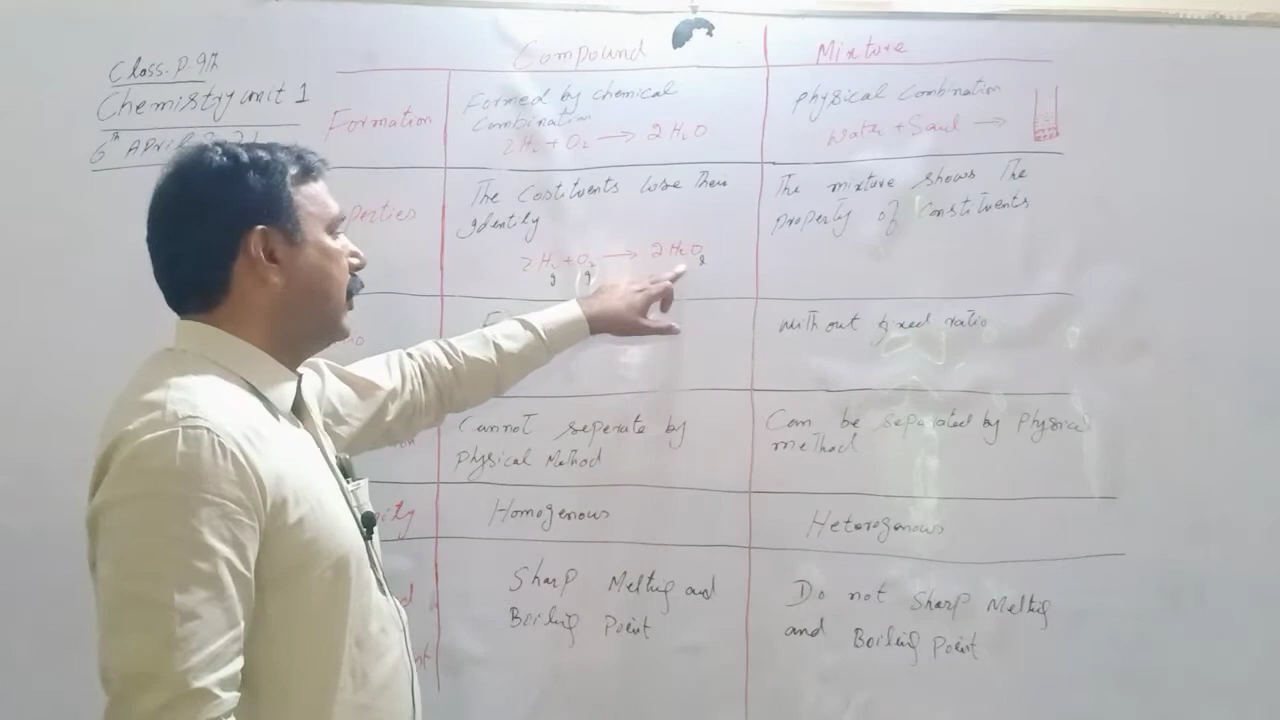 Class. P. 9th
Chemistry unit 1
6th April
Compound
Mixture
Formation
Formed by chemical
Combination
2H2 + O2 → 2H2O
Physical Combination
Water + Sand →
perties
The Costituents lose Their
Identity
2H2 + O2 → 2H2O
g g
The mixture shows The
property of Constituents
without fixed ratio
Cannot seperate by
Physical Method
Can be separated by Physical
method
Homogenous
Heterogenous
Sharp Melting and
Boiling Point
Do not Sharp Melting
and Boiling Point